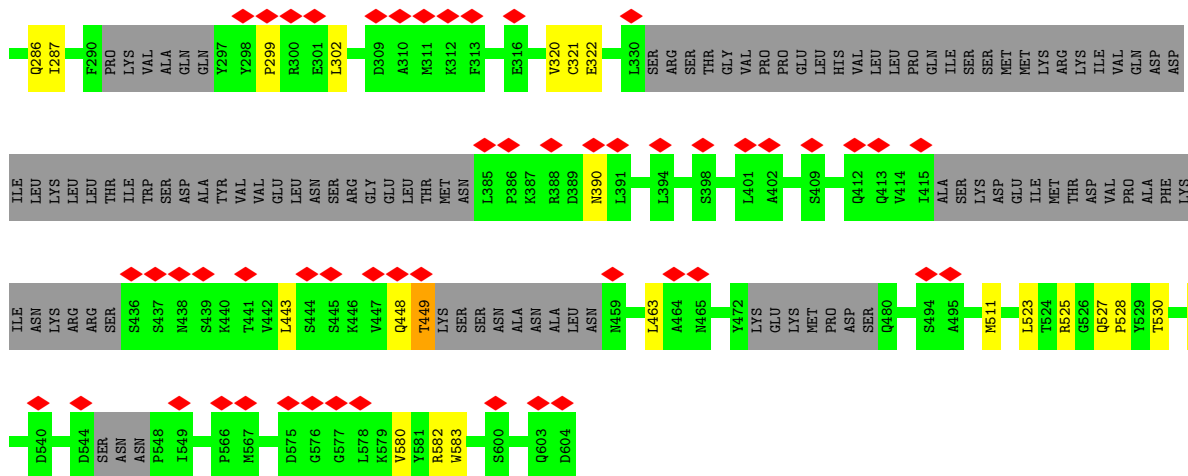 Q286 I287 F290 PRO LYS VAL ALA GLN GLN Y297 Y298 P299 R300 E301 L302 D309 A310 M311 K312 F313 E316 V320 C321 E322 L330 SER ARG SER THR GLY VAL PRO PRO GLU LEU HIS VAL LEU LEU PRO GLN ILE SER SER MET MET LYS ARG LYS ILE VAL GLN ASP ASP
ILE LEU LYS LEU LEU THR ILE TRP SER ASP ALA TYR VAL VAL GLU LEU ASN SER ARG GLY GLU LEU THR MET ASN L385 P386 K387 R388 D389 N390 L391 L394 S398 L401 A402 S409 Q412 Q413 V414 I415 ALA SER LYS ASP GLU ILE MET THR ASP VAL PRO ALA PHE LYS
ILE ASN LYS ARG ARG SER S436 S437 N438 S439 K440 T441 V442 L443 S444 S445 K446 V447 Q448 T449 LYS SER SER ASN ALA ASN ALA LEU ASN N459 L463 A464 N465 Y472 LYS GLU LYS MET PRO ASP SER Q480 S494 A495 M511 L523 T524 R525 G526 Q527 P528 Y529 T530
D540 D544 SER ASN ASN P548 I549 P566 M567 D575 G576 G577 L578 K579 V580 Y581 R582 W583 S600 Q603 D604